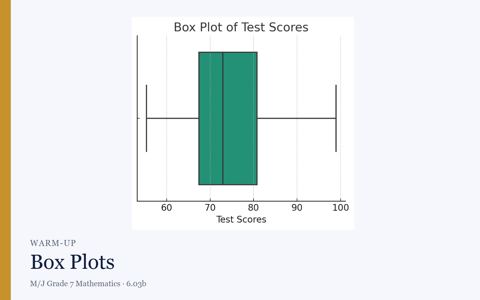 Box Plot of Test Scores
60 70 80 90 100
Test Scores
WARM-UP
Box Plots
M/J Grade 7 Mathematics · 6.03b